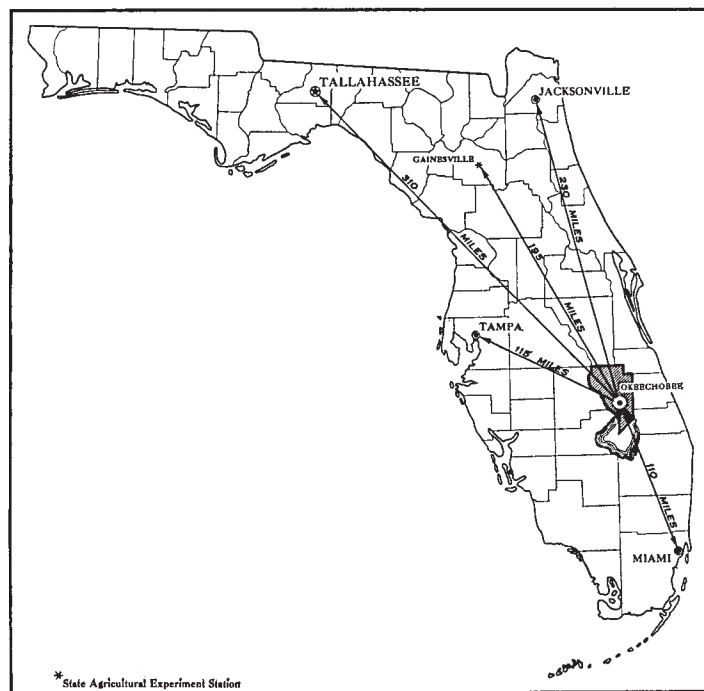 TALLAHASSEE
JACKSONVILLE
GAINESVILLE
*
310
MILES
195
MILES
230
MILES
TAMPA
115 MILES
OKEECHOBEE
110
MILES
MIAMI
*State Agricultural Experiment Station